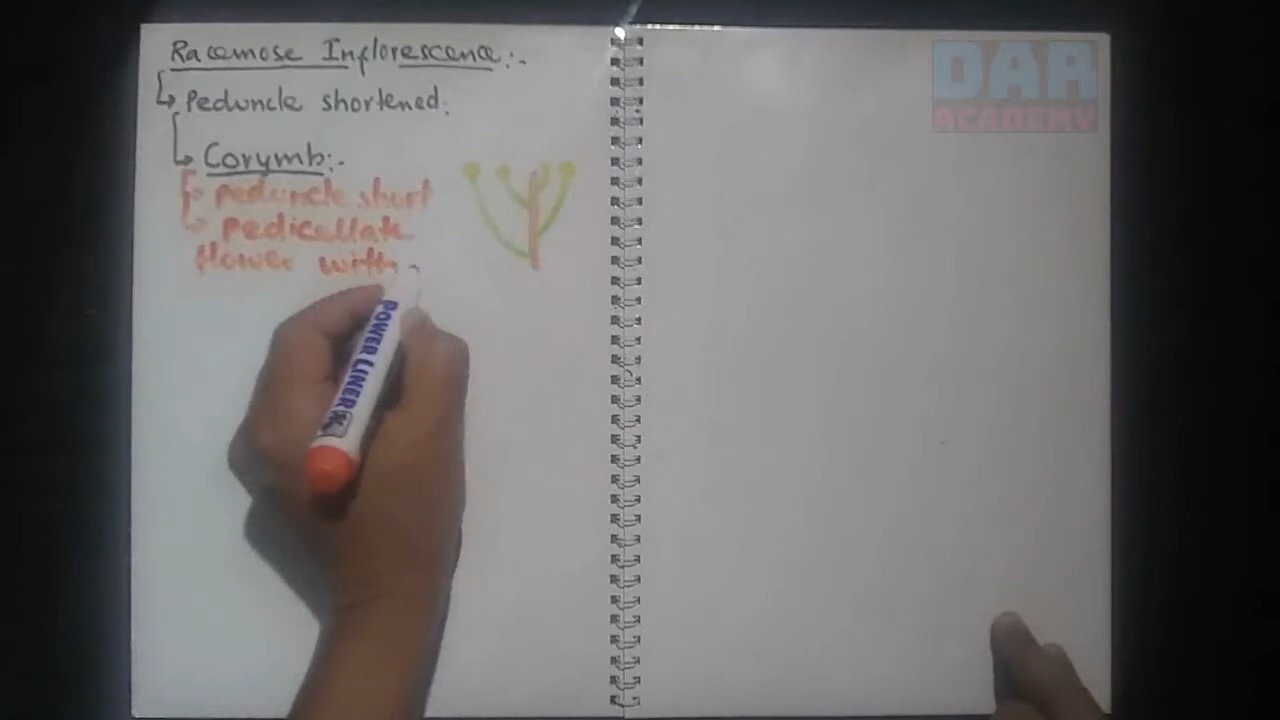 Racemose Inflorescence:-
Peduncle shortened:
Corymb:-
peduncle short
pedicellate
flower with
POWER LINER
DAR
ACADEMY